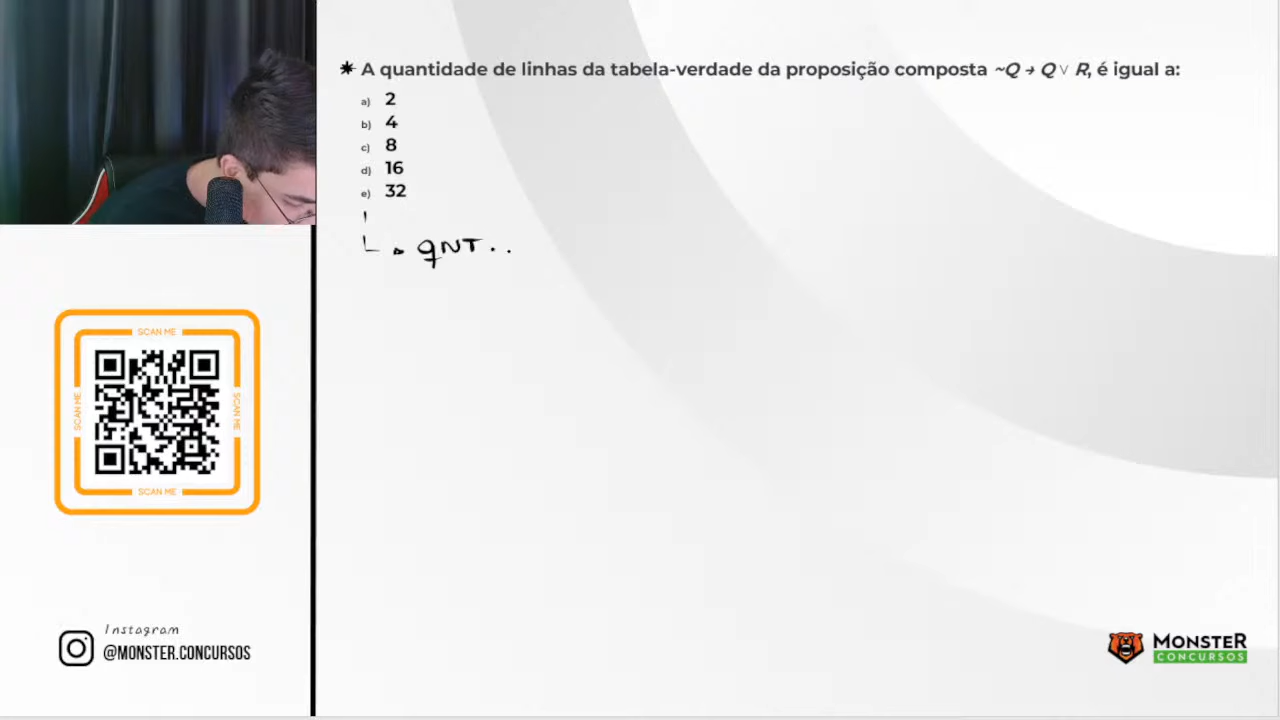 ✷ A quantidade de linhas da tabela-verdade da proposição composta ~Q → Q ∨ R, é igual a:
a) 2
b) 4
c) 8
d) 16
e) 32
qNT..
SCAN ME
SCAN ME
SCAN ME
SCAN ME
Instagram
@MONSTER.CONCURSOS
MONSTER
CONCURSOS